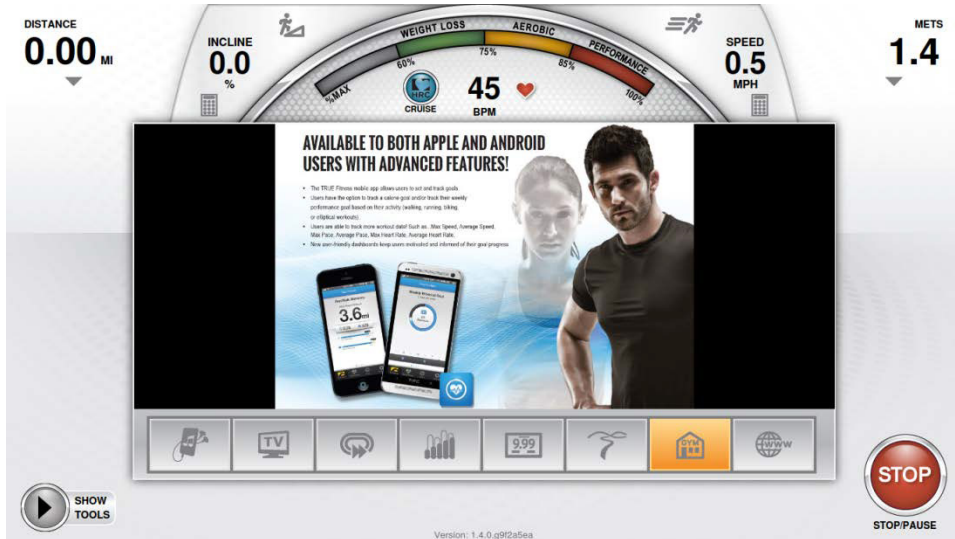 DISTANCE
0.00 MI
INCLINE
0.0
%
WEIGHT LOSS
AEROBIC
PERFORMANCE
%MAX
60%
75%
85%
100%
HRC
CRUISE
45
BPM
SPEED
0.5
MPH
METS
1.4
AVAILABLE TO BOTH APPLE AND ANDROID
USERS WITH ADVANCED FEATURES!
• The TRUE Fitness mobile app allows users to set and track goals
• Users have the option to track a calorie goal and/or track their weekly
performance goal based on their activity (walking, running, biking
or elliptical workouts)
• Users are able to track more workout data! Such as...Max Speed, Average Speed,
Max Pace, Average Pace, Max Heart Rate, Average Heart Rate.
• New user-friendly dashboards keep users motivated and informed of their goal progress
3.6mi
TV
9.99
GYM
www
SHOW
TOOLS
STOP
STOP/PAUSE
Version: 1.4.0.g9f2a5ea